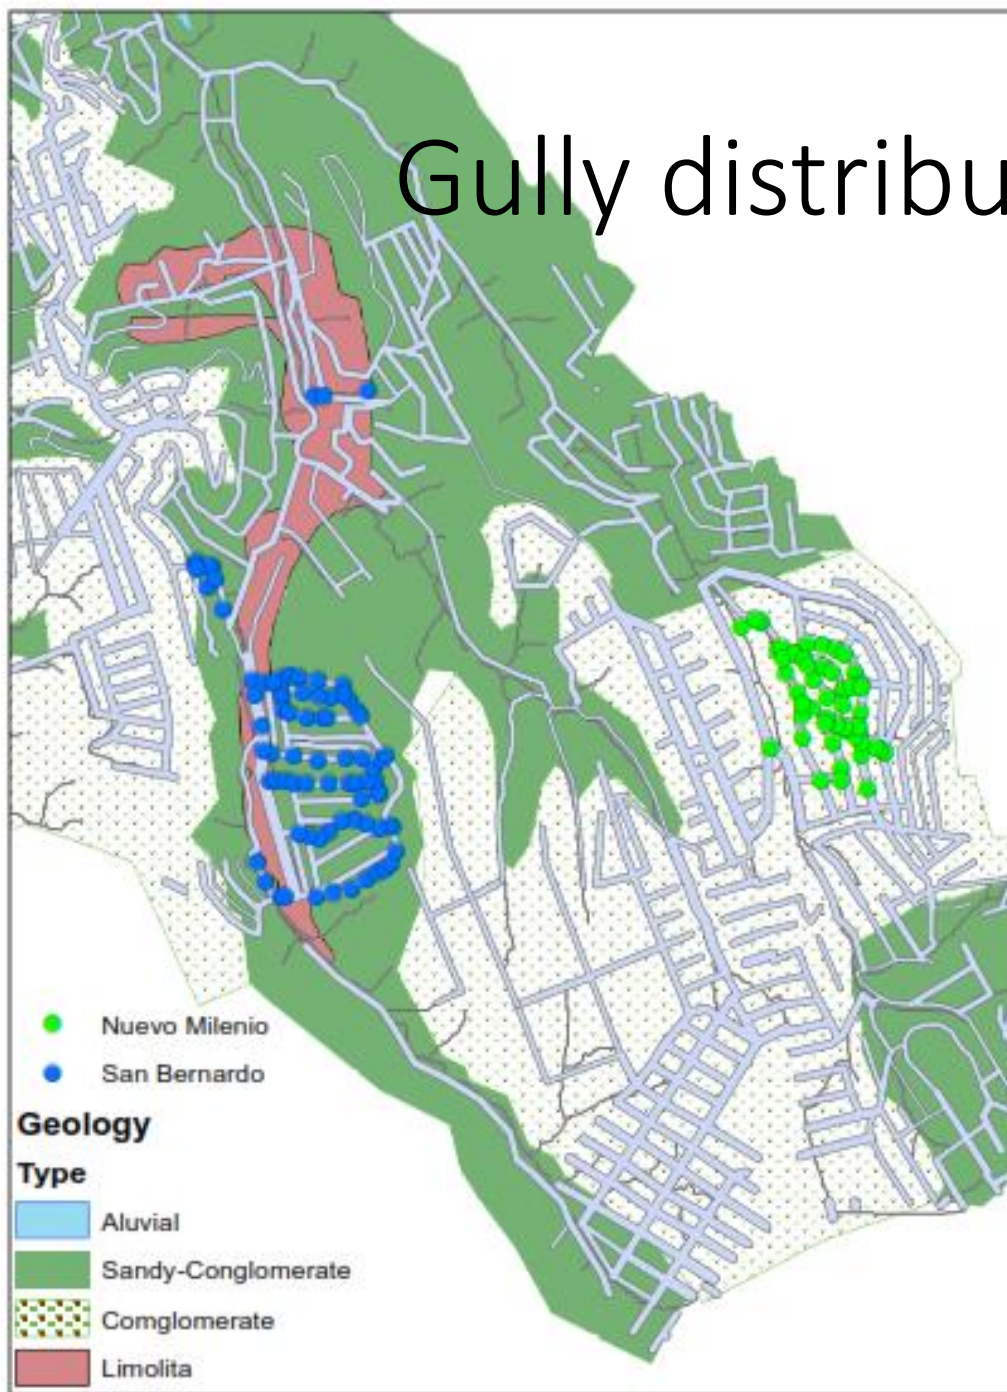 Gully distribu
Nuevo Milenio
San Bernardo
Geology
Type
Aluvial
Sandy-Conglomerate
Comglomerate
Limolita